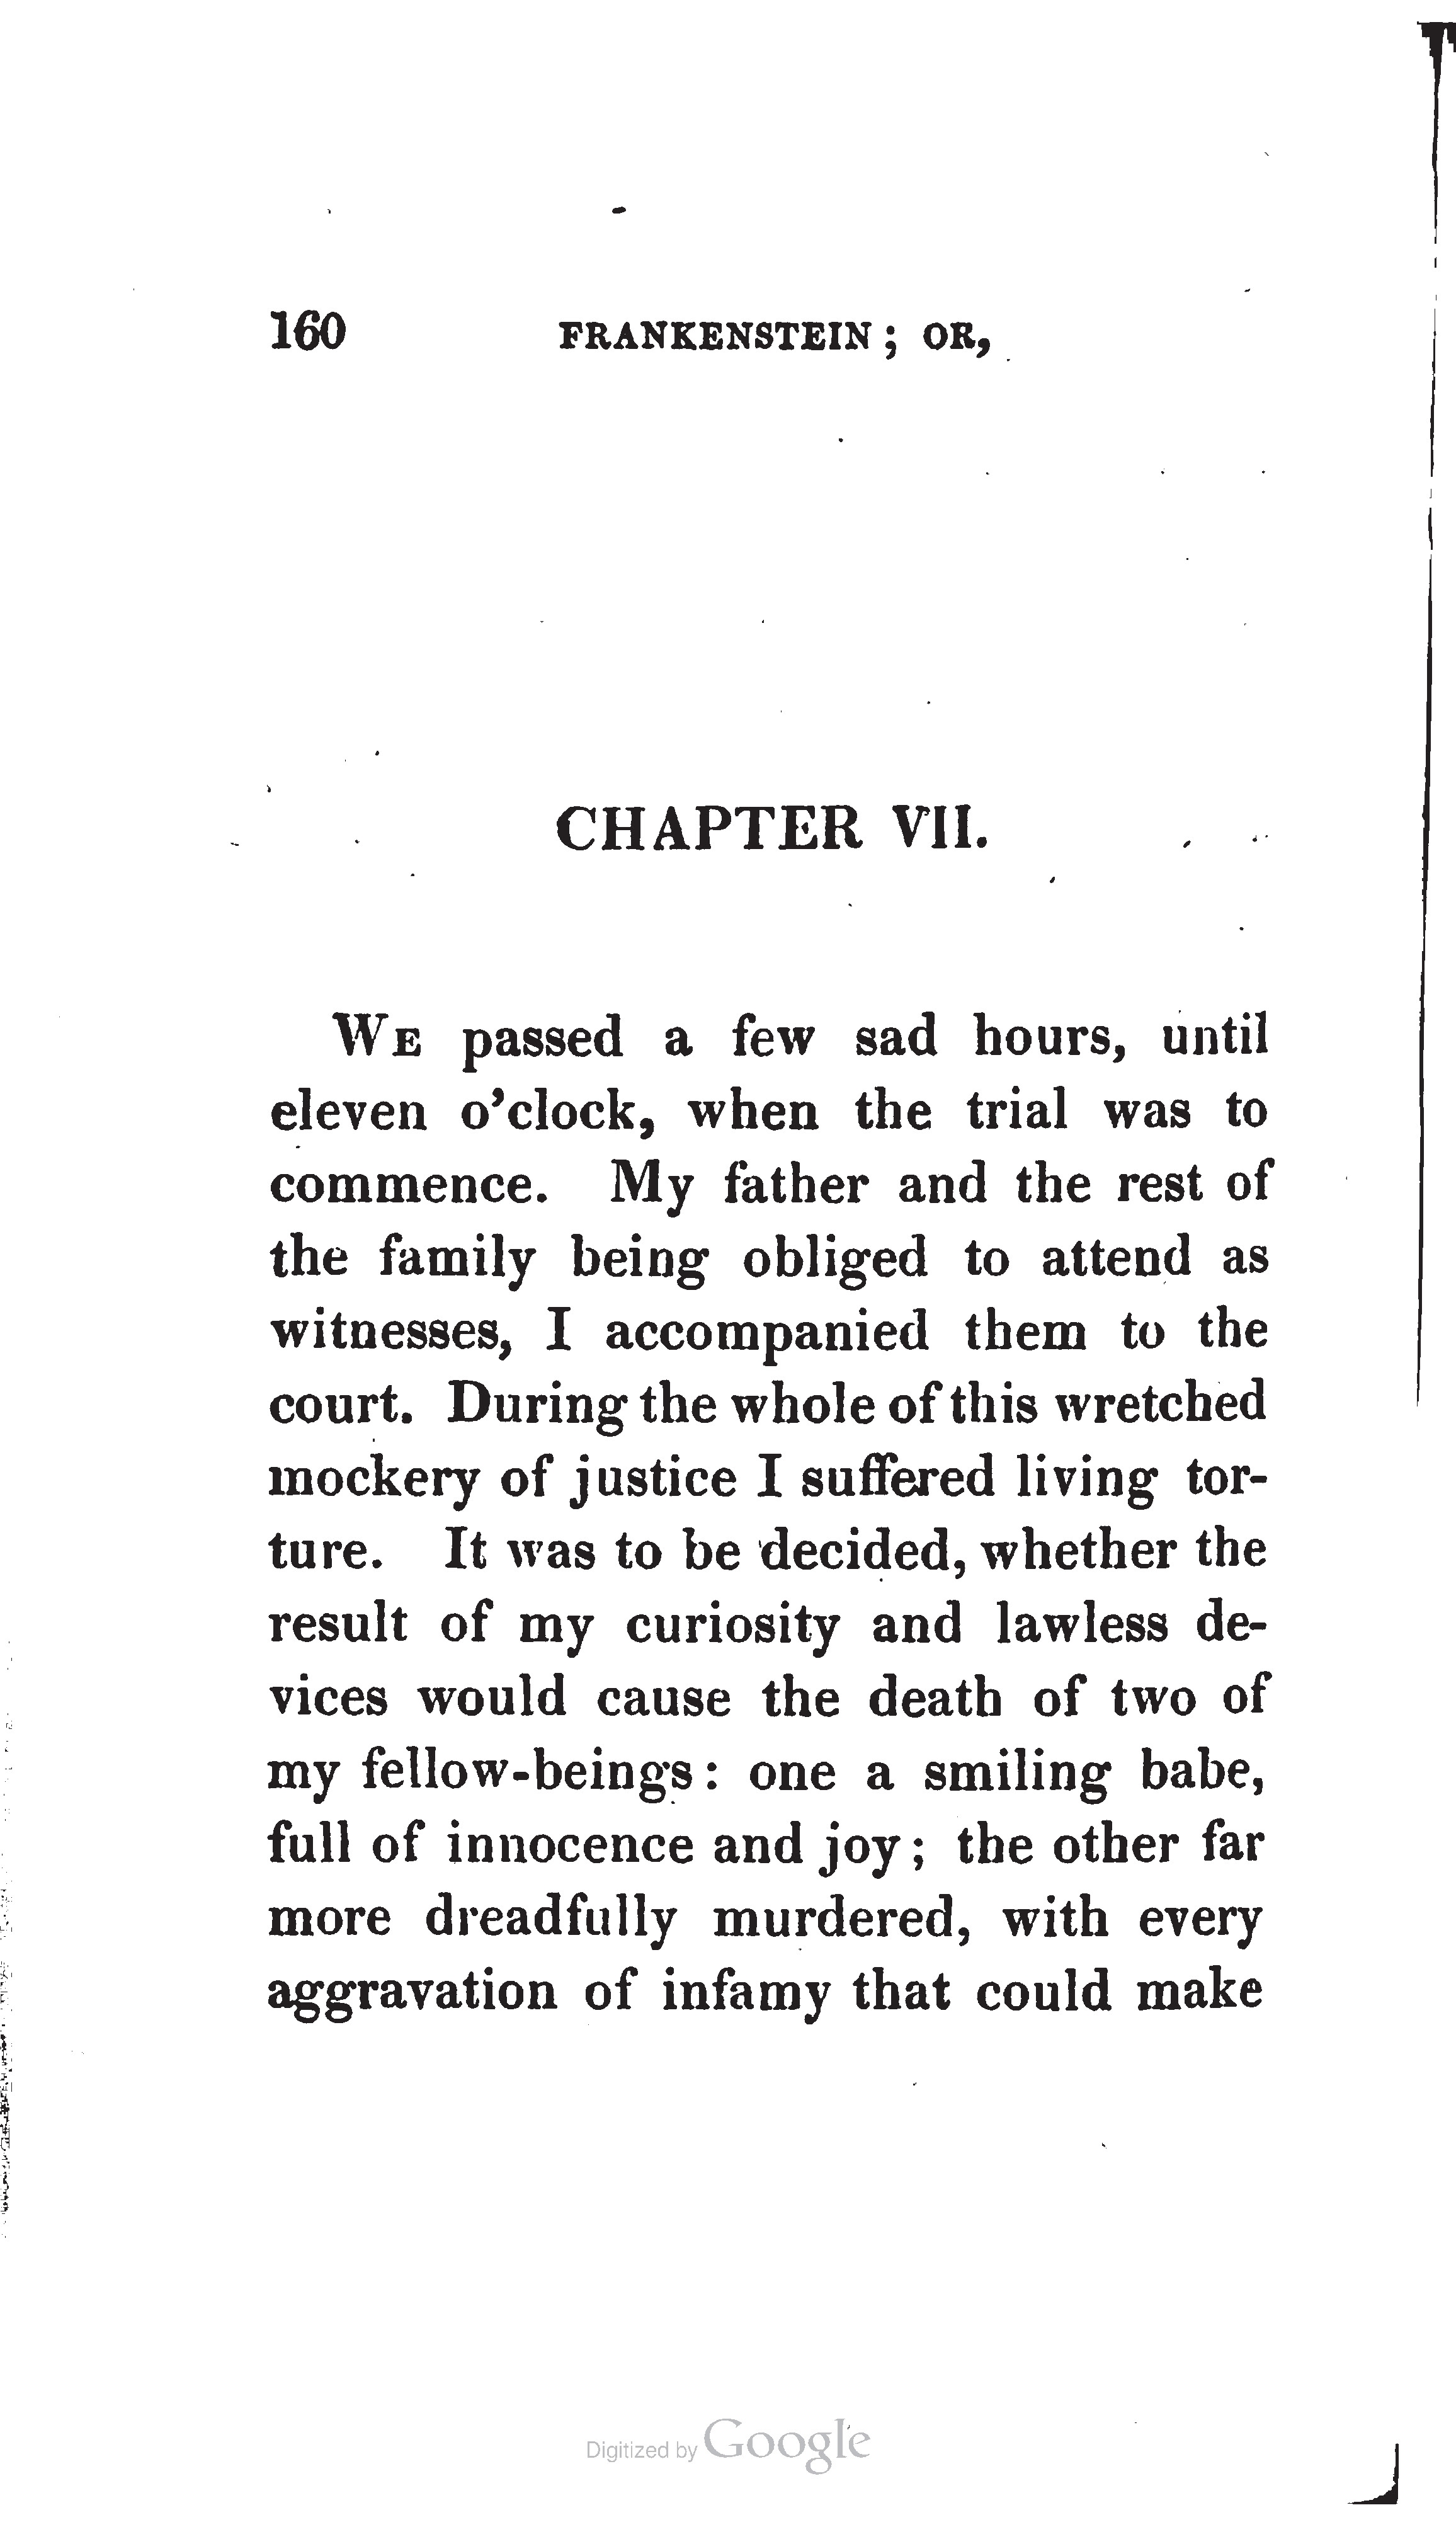 160 FRANKENSTEIN; OR,
CHAPTER VII.
WE passed a few sad hours, until
eleven o'clock, when the trial was to
commence. My father and the rest of
the family being obliged to attend as
witnesses, I accompanied them to the
court. During the whole of this wretched
mockery of justice I suffered living tor-
ture. It was to be decided, whether the
result of my curiosity and lawless de-
vices would cause the death of two of
my fellow-beings: one a smiling babe,
full of innocence and joy; the other far
more dreadfully murdered, with every
aggravation of infamy that could make
Digitized by Google